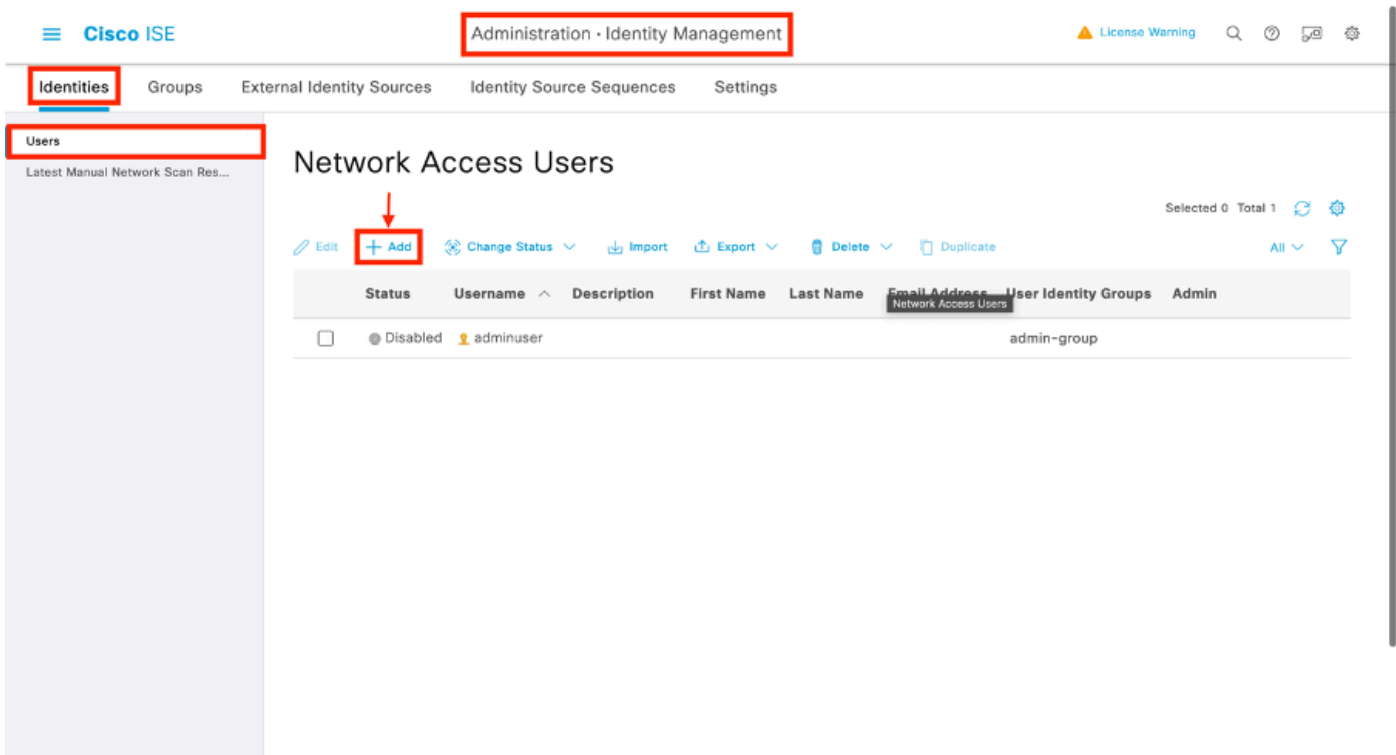 Cisco ISE
Administration · Identity Management
License Warning
Identities Groups External Identity Sources Identity Source Sequences Settings
Users
Latest Manual Network Scan Res...
Network Access Users
Selected 0 Total 1
Edit + Add Change Status Import Export Delete Duplicate All
Status Username Description First Name Last Name Email Address User Identity Groups Admin
Network Access Users
Disabled adminuser admin-group